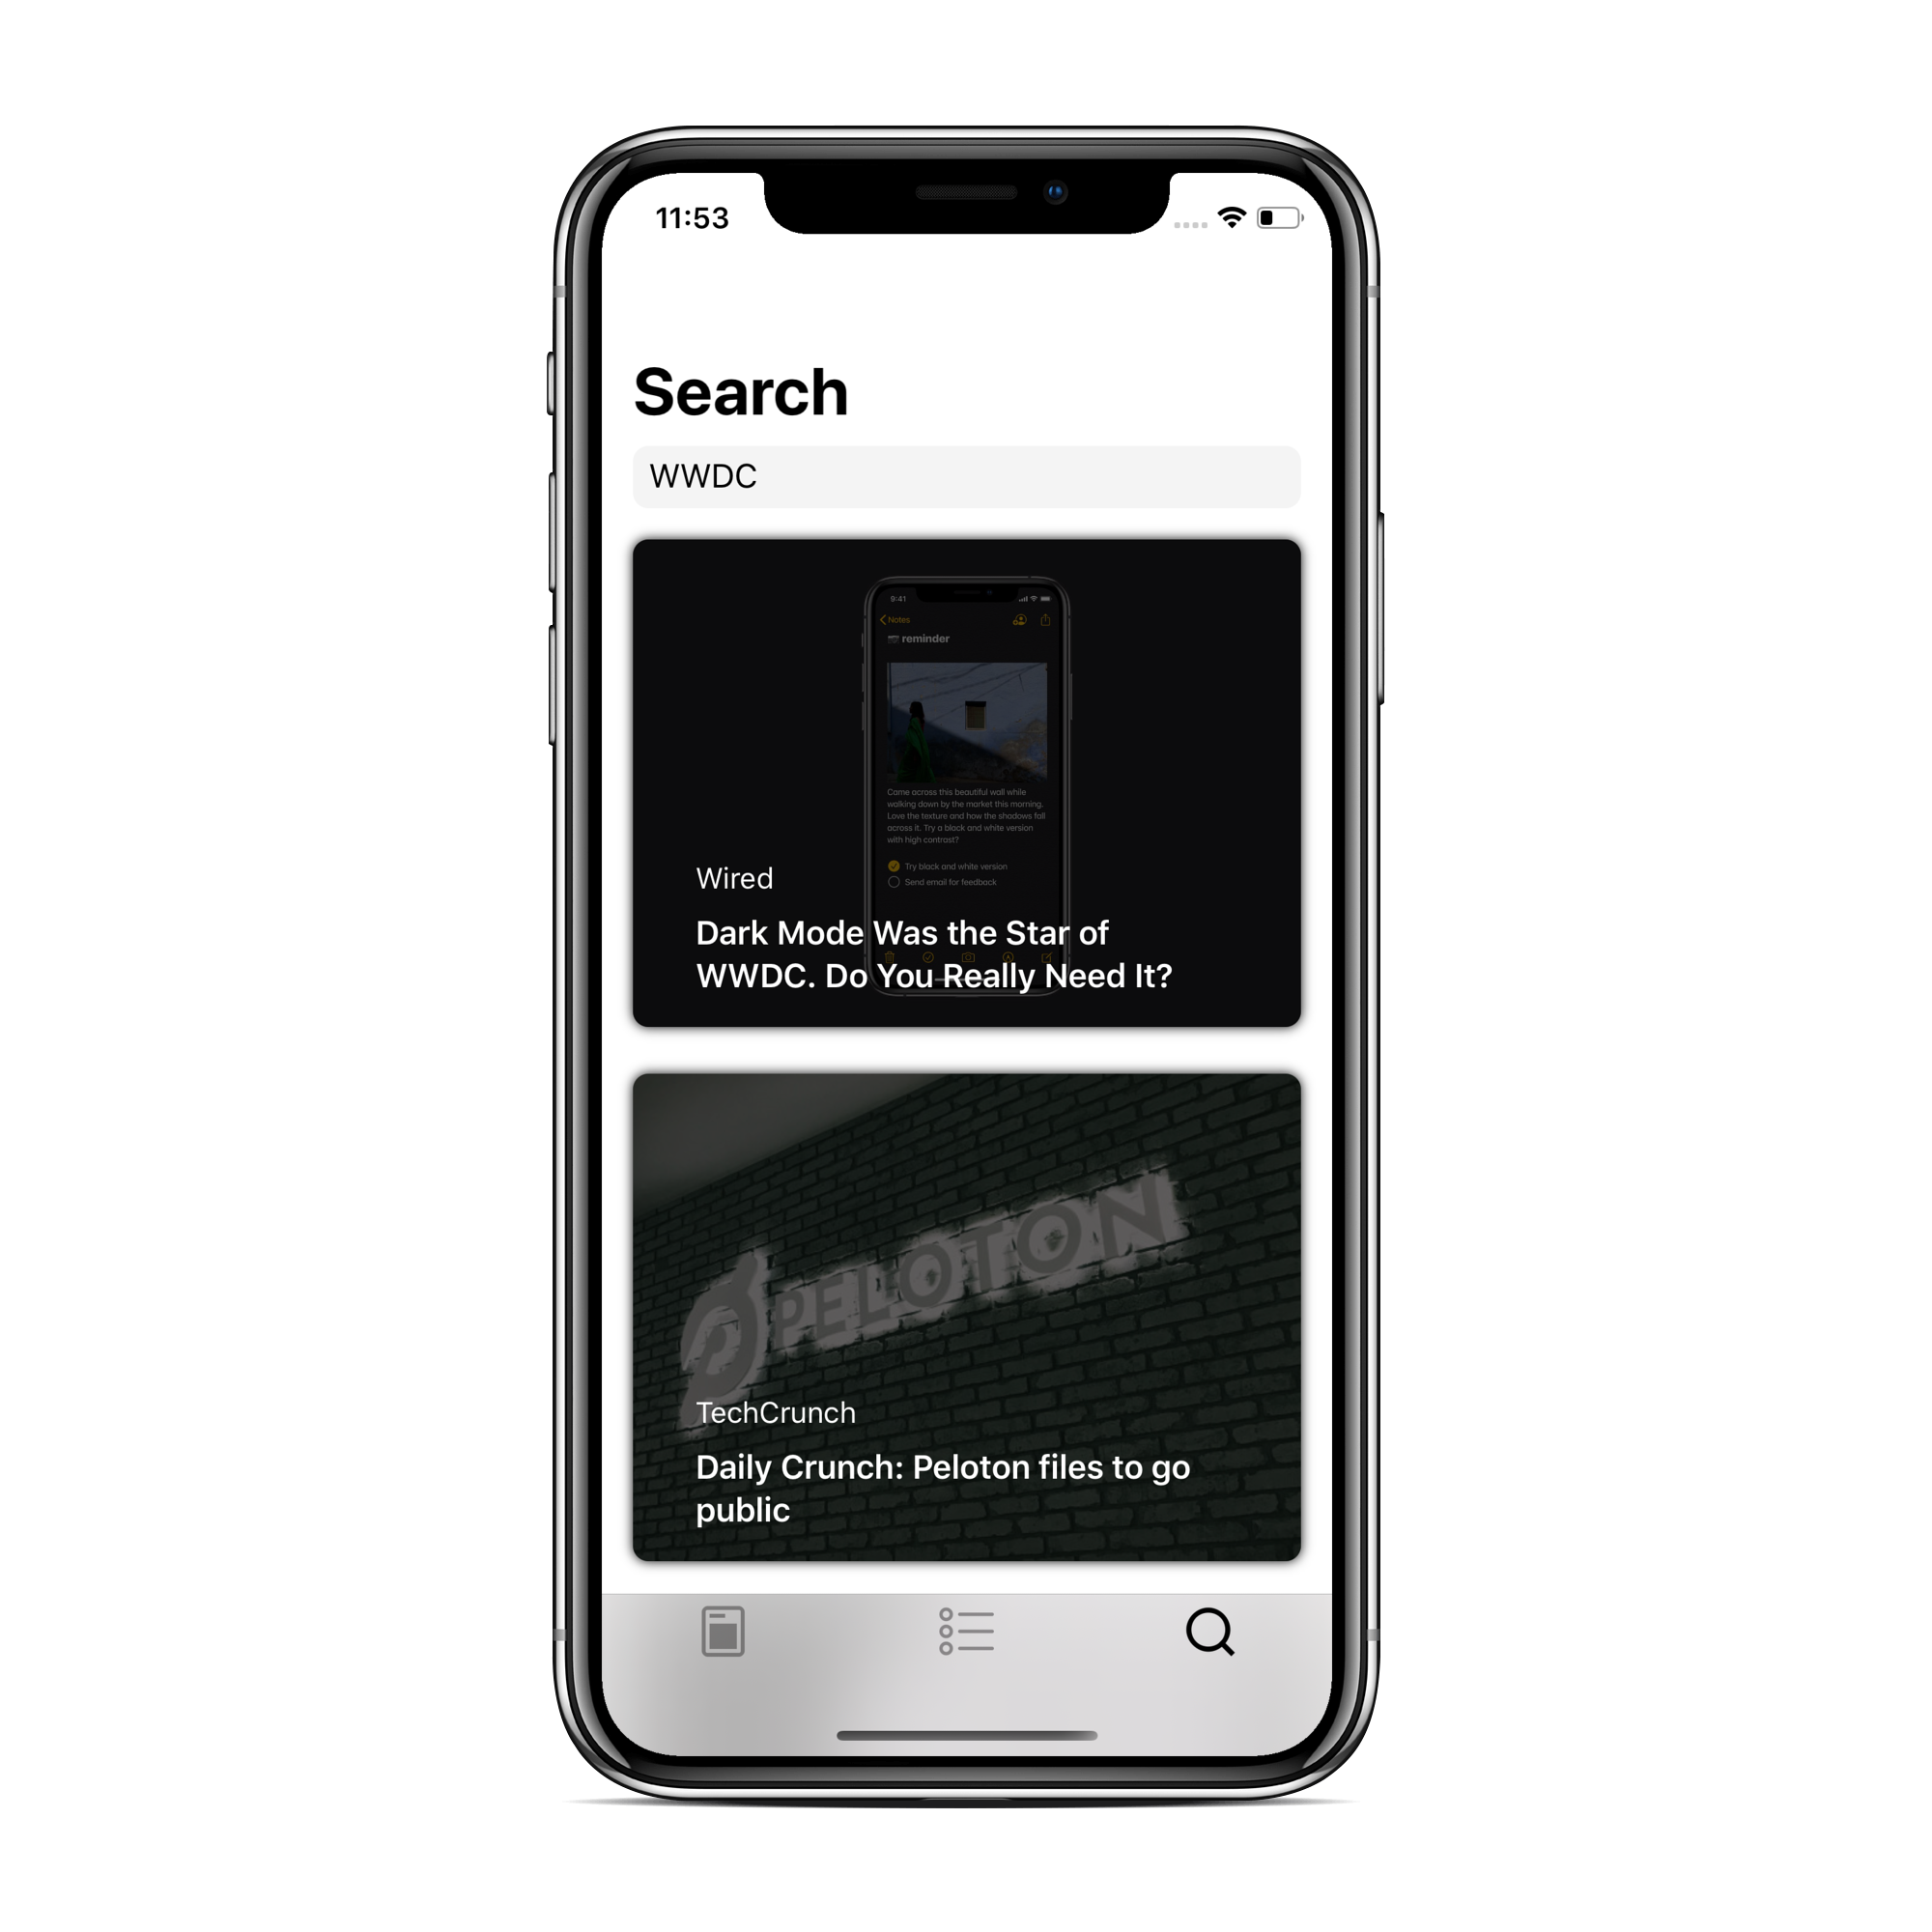 11:53
Search
WWDC
9:41
Notes
reminder
Came across this beautiful wall while
walking down by the market this morning.
Love the texture and how the shadows fall
across it. Try a black and white version
with high contrast?
Try black and white version
Send email for feedback
Wired
Dark Mode Was the Star of
WWDC. Do You Really Need It?
PELOTON
TechCrunch
Daily Crunch: Peloton files to go
public